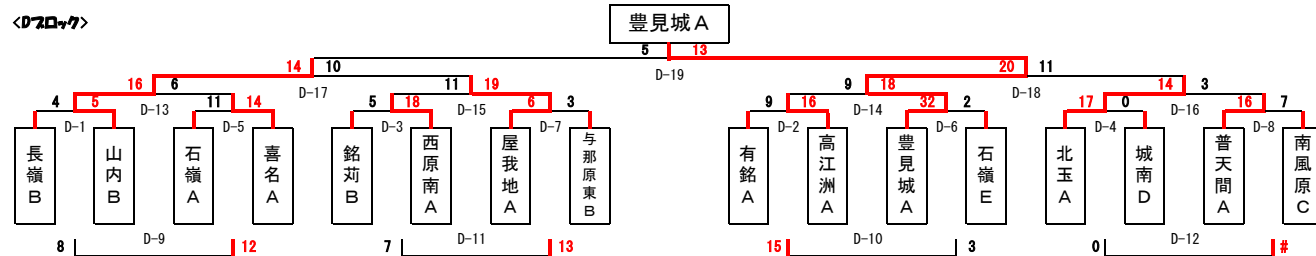 <Dブロック>
豊見城A
5 13
D-19
14 10
D-17
20 11
D-18
16 6
D-13
11 19
D-15
9 18
D-14
14 3
D-16
4 5
D-1
11 14
D-5
5 18
D-3
6 3
D-7
9 16
D-2
32 2
D-6
17 0
D-4
16 7
D-8
長嶺B
山内B
石嶺A
喜名A
銘苅B
西原南A
屋我地A
与那原東B
有銘A
高江洲A
豊見城A
石嶺E
北玉A
城南D
普天間A
南風原C
8 D-9 12
7 D-11 13
15 D-10 3
0 D-12 #